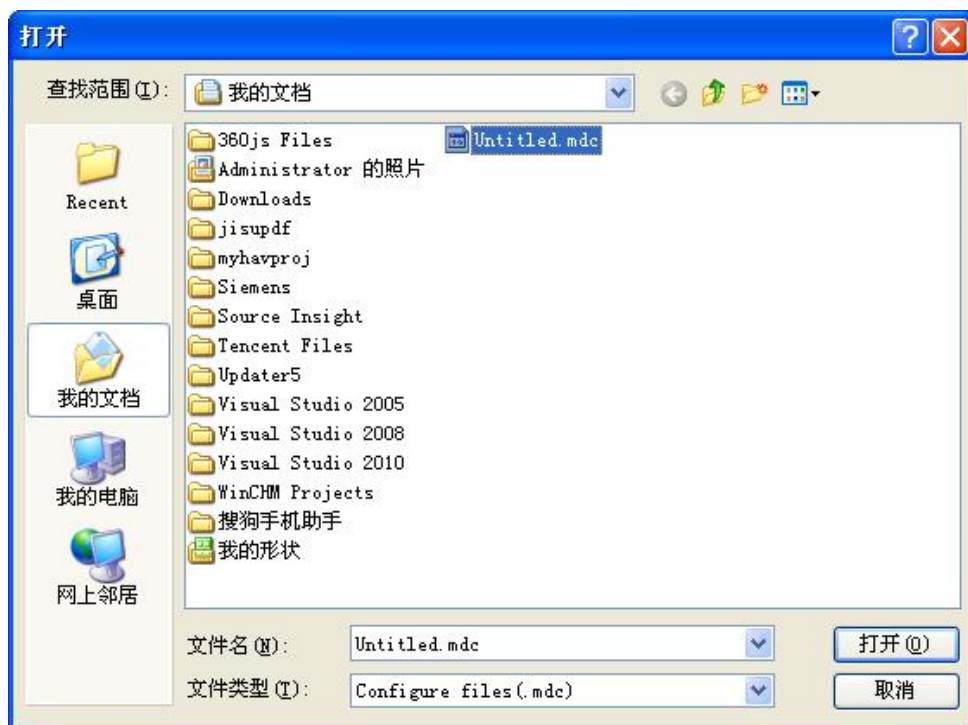 打开
查找范围(I):
我的文档
Recent
桌面
我的文档
我的电脑
网上邻居
360js Files
Administrator 的照片
Downloads
jisupdf
myhavproj
Siemens
Source Insight
Tencent Files
Updater5
Visual Studio 2005
Visual Studio 2008
Visual Studio 2010
WinCHM Projects
搜狗手机助手
我的形状
Untitled.mdc
文件名(N):
Untitled.mdc
打开(O)
文件类型(T):
Configure files(.mdc)
取消